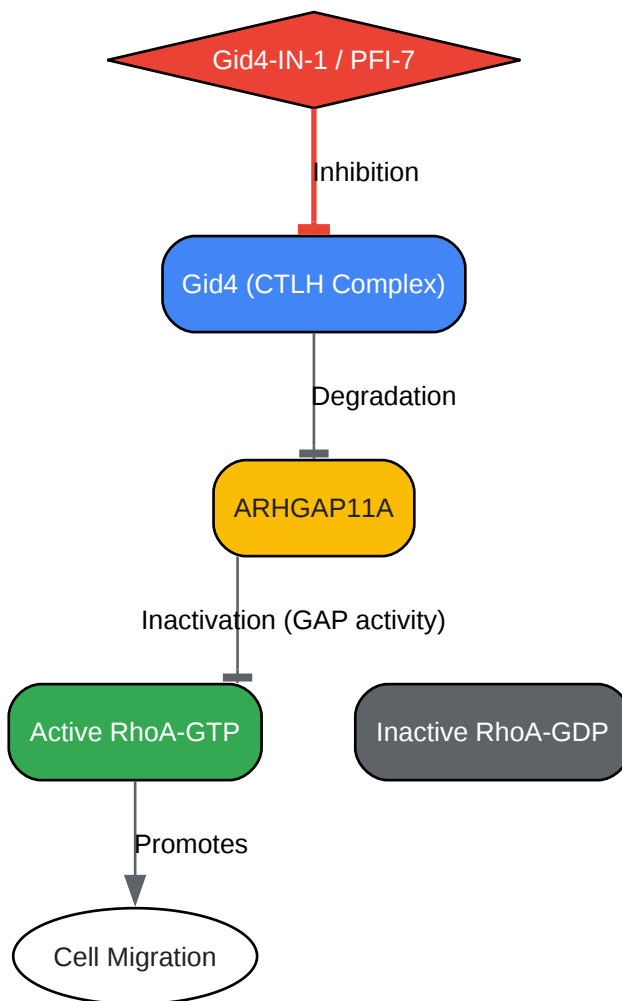 Gid4-IN-1 / PFI-7
Inhibition
Gid4 (CTLH Complex)
Degradation
ARHGAP11A
Inactivation (GAP activity)
Active RhoA-GTP
Inactive RhoA-GDP
Promotes
Cell Migration